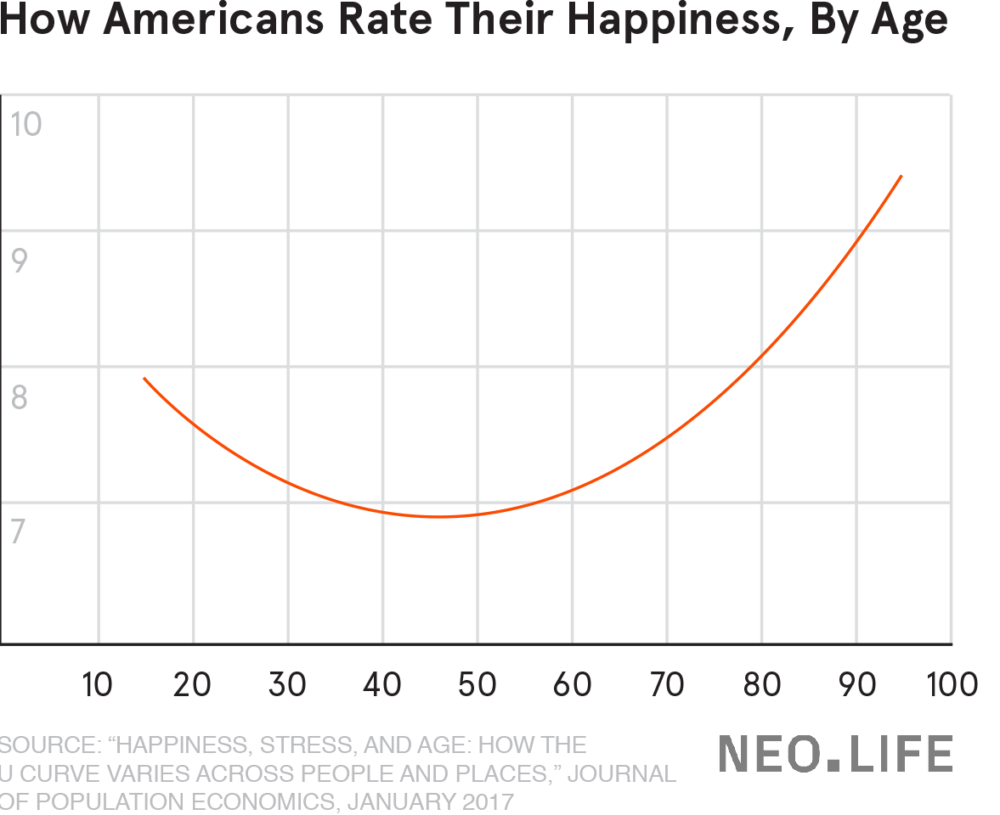 How Americans Rate Their Happiness, By Age
10
9
8
7
10 20 30 40 50 60 70 80 90 100
SOURCE: “HAPPINESS, STRESS, AND AGE: HOW THE
U CURVE VARIES ACROSS PEOPLE AND PLACES,” JOURNAL
OF POPULATION ECONOMICS, JANUARY 2017
NEO.LIFE